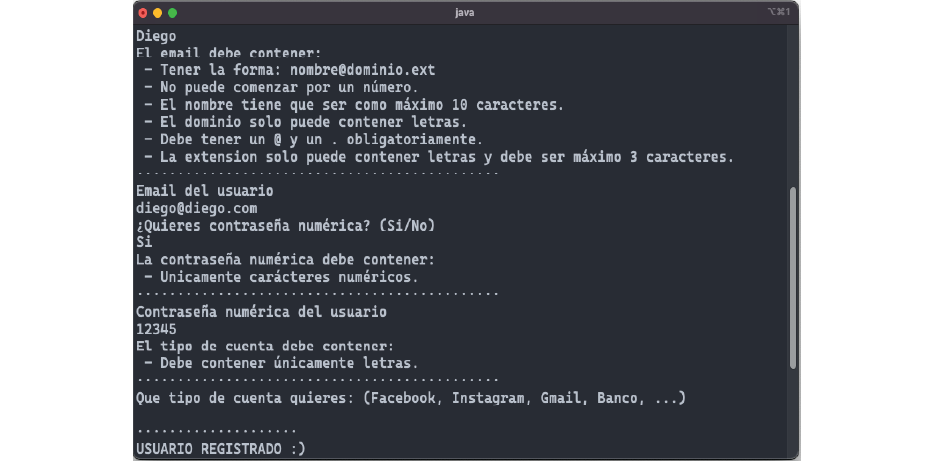 java
⌥⌘1
Diego
El email debe contener:
- Tener la forma: nombre@dominio.ext
- No puede comenzar por un número.
- El nombre tiene que ser como máximo 10 caracteres.
- El dominio solo puede contener letras.
- Debe tener un @ y un . obligatoriamente.
- La extension solo puede contener letras y debe ser máximo 3 caracteres.
.............................................
Email del usuario
diego@diego.com
¿Quieres contraseña numérica? (Si/No)
Si
La contraseña numérica debe contener:
- Unicamente carácteres numéricos.
.............................................
Contraseña numérica del usuario
12345
El tipo de cuenta debe contener:
- Debe contener únicamente letras.
.............................................
Que tipo de cuenta quieres: (Facebook, Instagram, Gmail, Banco, ...)
....................
USUARIO REGISTRADO :)